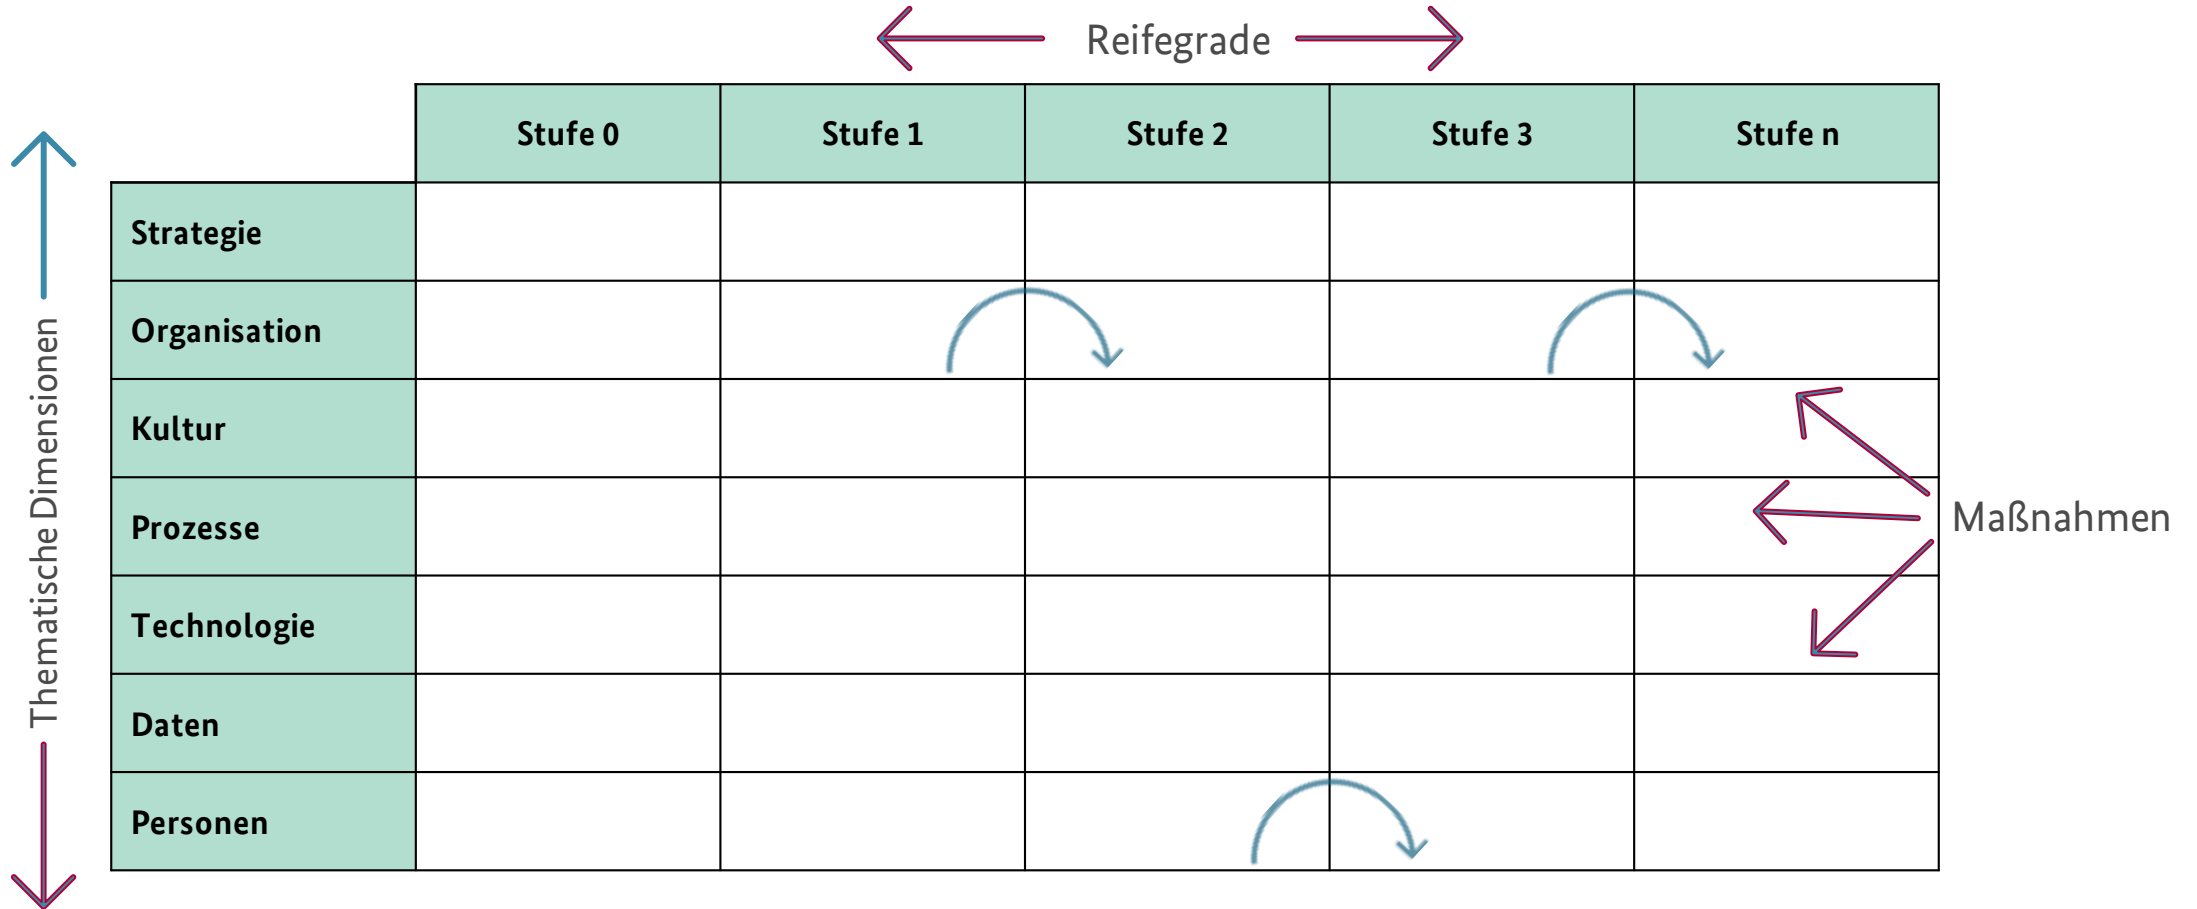 Reifegrade
Stufe 0
Stufe 1
Stufe 2
Stufe 3
Stufe n
Thematische Dimensionen
Strategie
Organisation
Kultur
Prozesse
Technologie
Daten
Personen
Maßnahmen